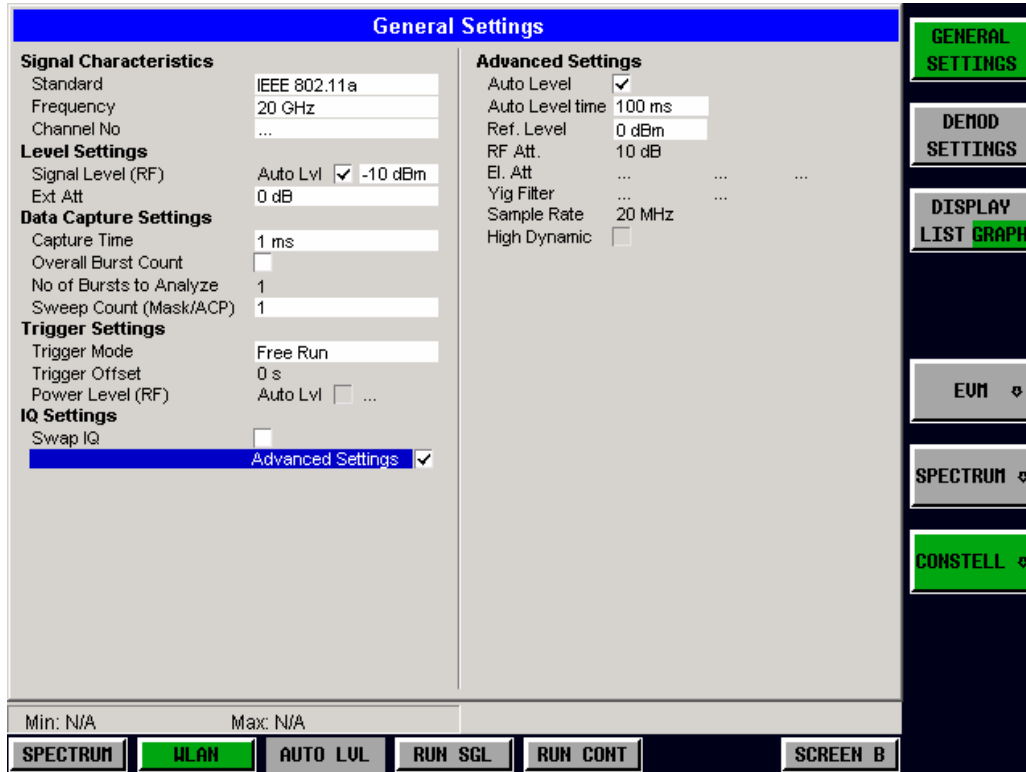 General Settings
Signal Characteristics
Standard IEEE 802.11a
Frequency 20 GHz
Channel No ...
Level Settings
Signal Level (RF) Auto Lvl -10 dBm
Ext Att 0 dB
Data Capture Settings
Capture Time 1 ms
Overall Burst Count
No of Bursts to Analyze 1
Sweep Count (Mask/ACP) 1
Trigger Settings
Trigger Mode Free Run
Trigger Offset 0 s
Power Level (RF) Auto Lvl ...
IQ Settings
Swap IQ
Advanced Settings
Advanced Settings
Auto Level
Auto Level time 100 ms
Ref. Level 0 dBm
RF Att. 10 dB
El. Att ... ... ...
Yig Filter ... ...
Sample Rate 20 MHz
High Dynamic
GENERAL
SETTINGS
DEMOD
SETTINGS
DISPLAY
LIST GRAPH
EVM
SPECTRUM
CONSTELL
Min: N/A Max: N/A
SPECTRUM WLAN AUTO LVL RUN SGL RUN CONT SCREEN B